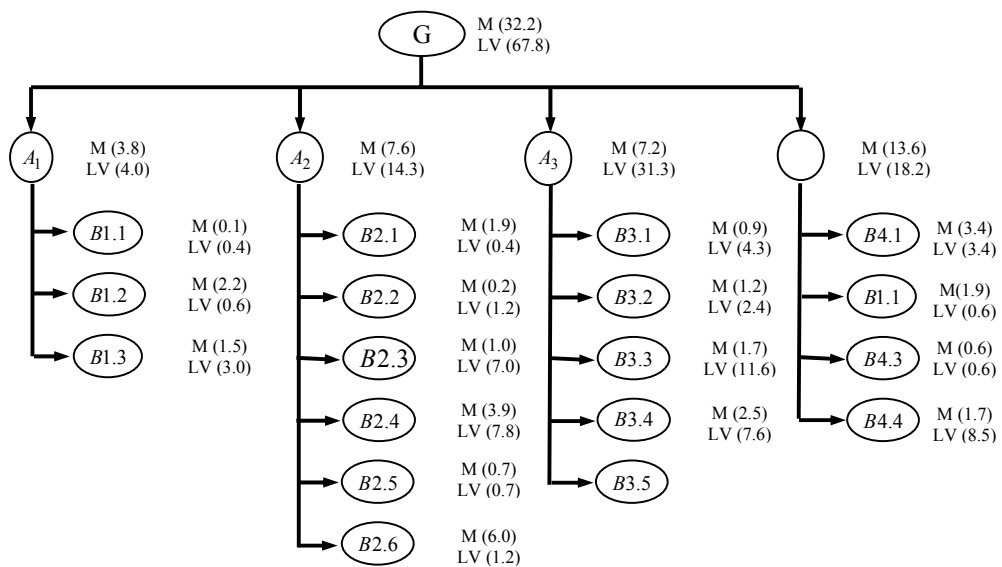 G
M (32.2)
LV (67.8)
A1
M (3.8)
LV (4.0)
A2
M (7.6)
LV (14.3)
A3
M (7.2)
LV (31.3)
M (13.6)
LV (18.2)
B1.1
M (0.1)
LV (0.4)
B1.2
M (2.2)
LV (0.6)
B1.3
M (1.5)
LV (3.0)
B2.1
M (1.9)
LV (0.4)
B2.2
M (0.2)
LV (1.2)
B2.3
M (1.0)
LV (7.0)
B2.4
M (3.9)
LV (7.8)
B2.5
M (0.7)
LV (0.7)
B2.6
M (6.0)
LV (1.2)
B3.1
M (0.9)
LV (4.3)
B3.2
M (1.2)
LV (2.4)
B3.3
M (1.7)
LV (11.6)
B3.4
M (2.5)
LV (7.6)
B3.5
B4.1
M (3.4)
LV (3.4)
B1.1
M(1.9)
LV (0.6)
B4.3
M (0.6)
LV (0.6)
B4.4
M (1.7)
LV (8.5)